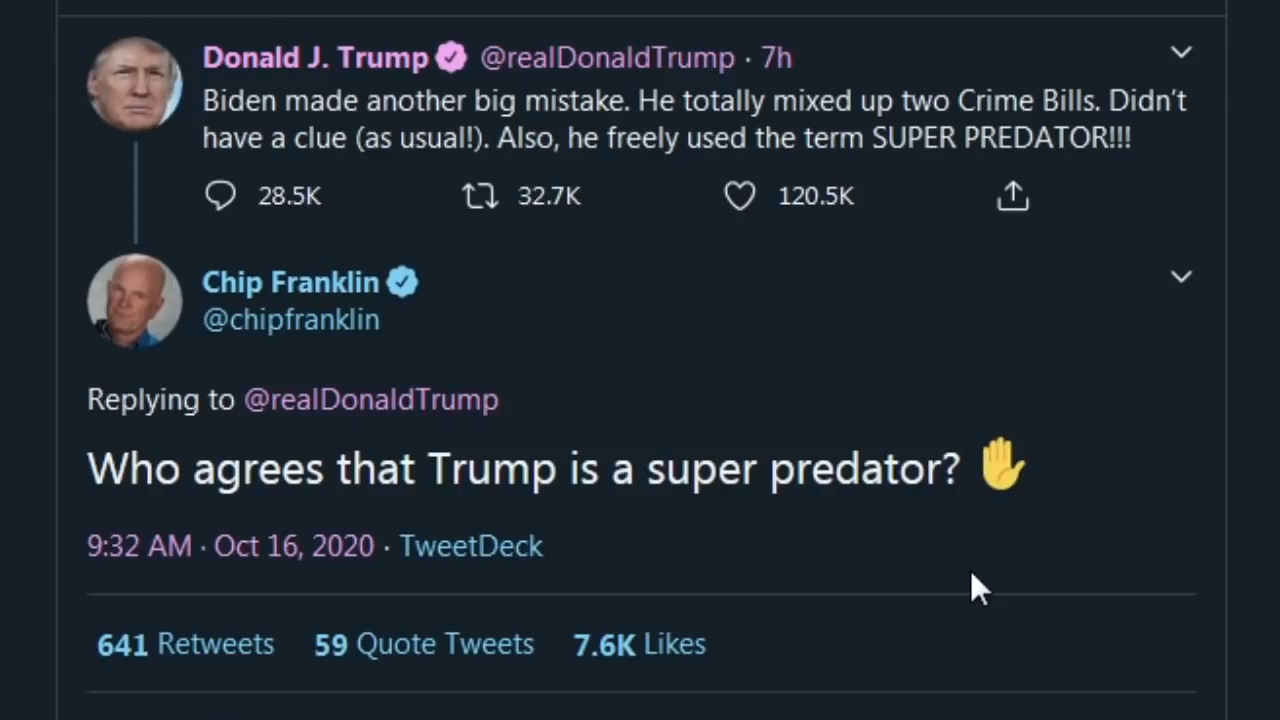 Donald J. Trump @realDonaldTrump · 7h
Biden made another big mistake. He totally mixed up two Crime Bills. Didn't
have a clue (as usual!). Also, he freely used the term SUPER PREDATOR!!!
28.5K 32.7K 120.5K
Chip Franklin
@chipfranklin
Replying to @realDonaldTrump
Who agrees that Trump is a super predator? ✋
9:32 AM · Oct 16, 2020 · TweetDeck
641 Retweets 59 Quote Tweets 7.6K Likes